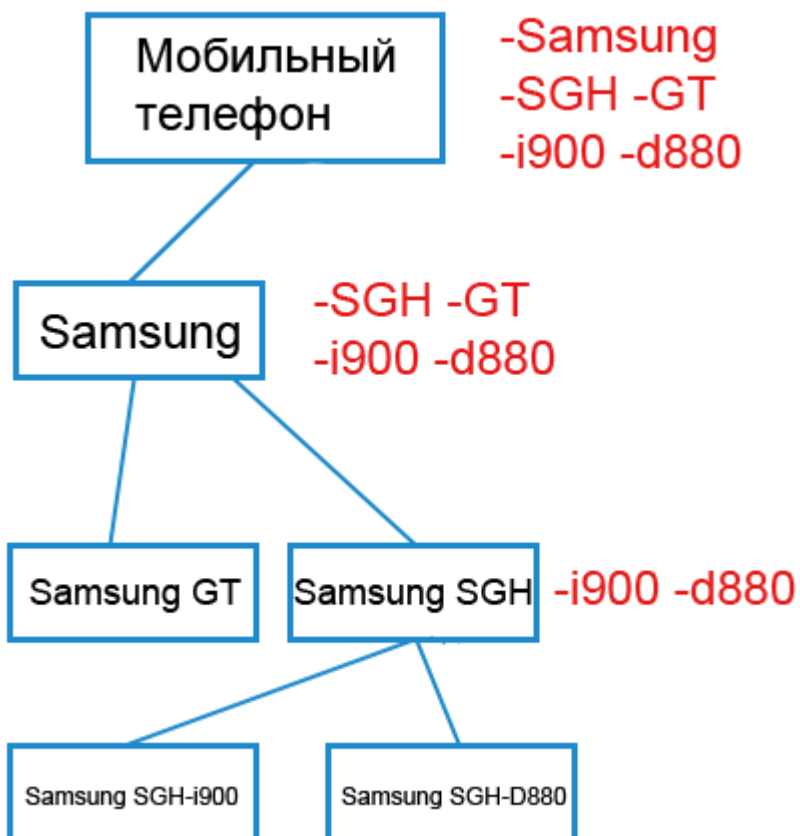 Мобильный
телефон
-Samsung
-SGH -GT
-i900 -d880
Samsung
-SGH -GT
-i900 -d880
Samsung GT
Samsung SGH
-i900 -d880
Samsung SGH-i900
Samsung SGH-D880